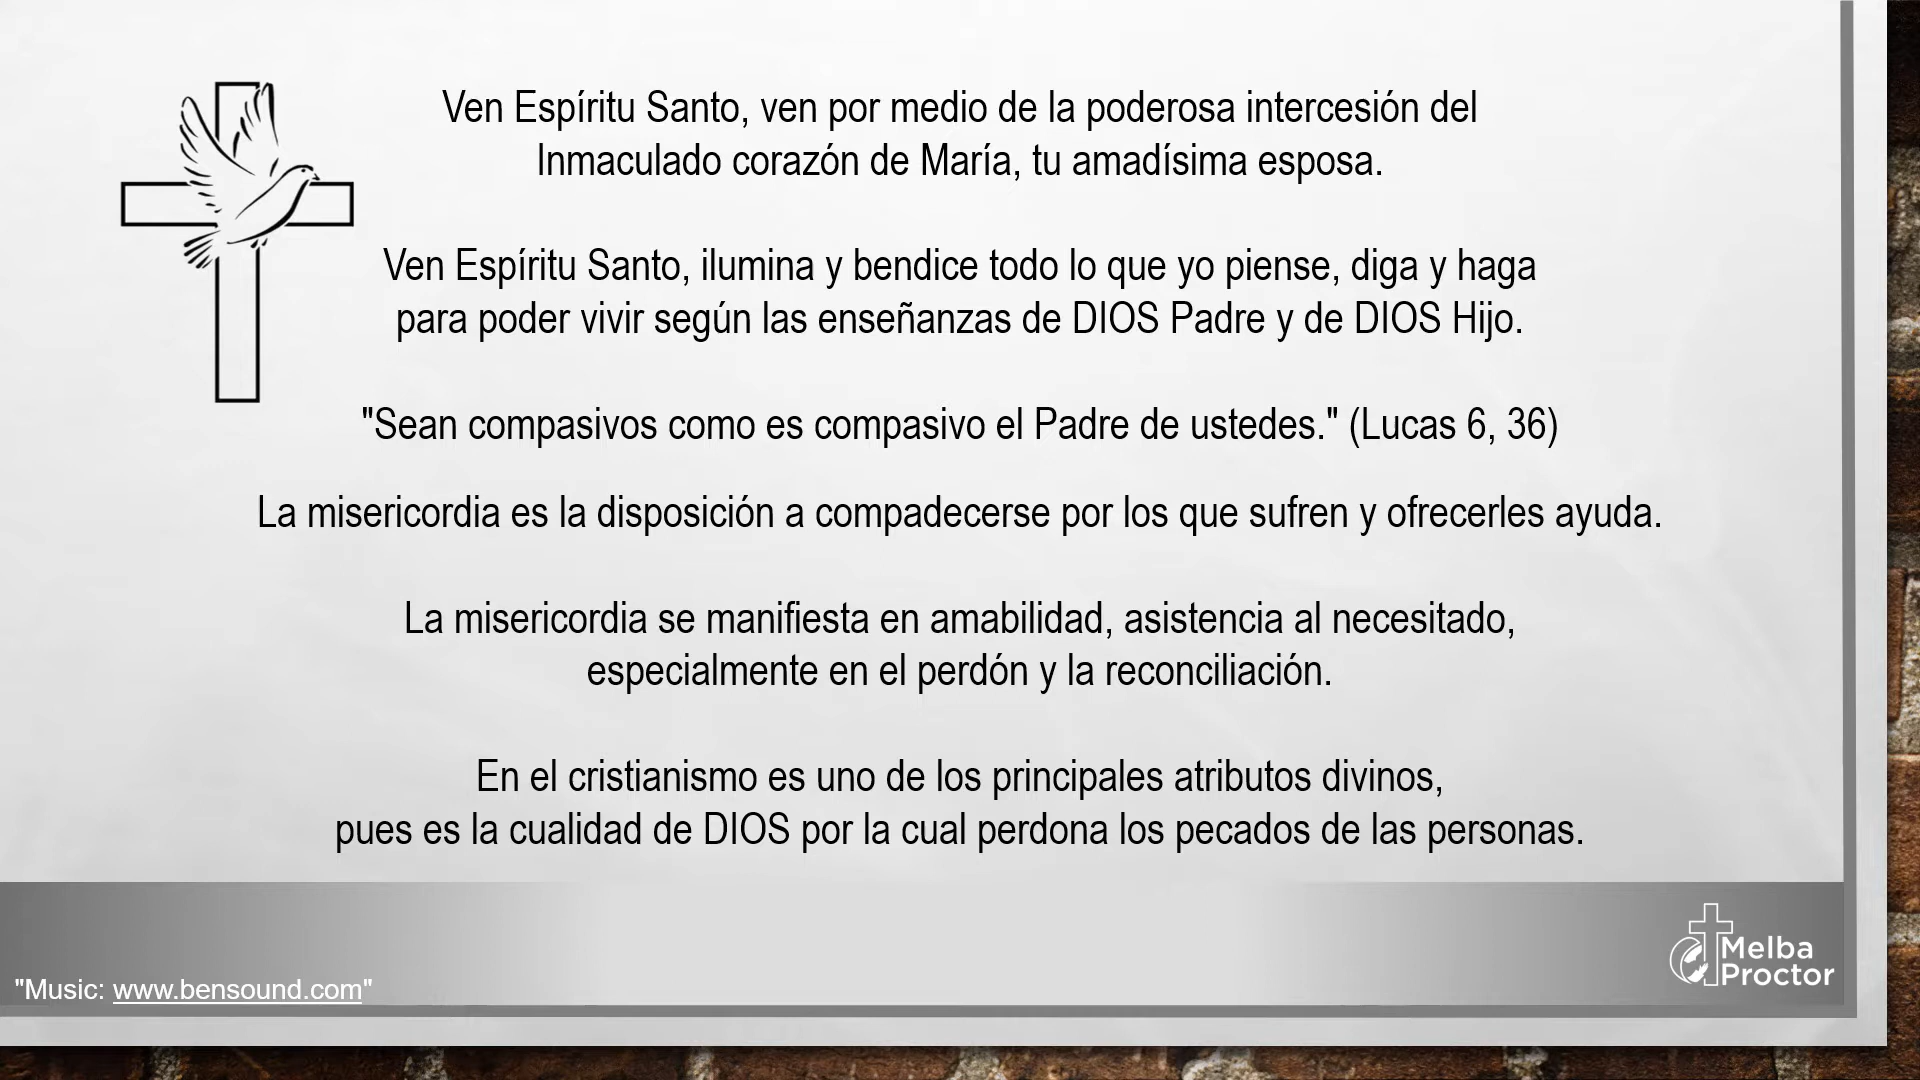 Ven Espíritu Santo, ven por medio de la poderosa intercesión del
Inmaculado corazón de María, tu amadísima esposa.
Ven Espíritu Santo, ilumina y bendice todo lo que yo piense, diga y haga
para poder vivir según las enseñanzas de DIOS Padre y de DIOS Hijo.
"Sean compasivos como es compasivo el Padre de ustedes." (Lucas 6, 36)
La misericordia es la disposición a compadecerse por los que sufren y ofrecerles ayuda.
La misericordia se manifiesta en amabilidad, asistencia al necesitado,
especialmente en el perdón y la reconciliación.
En el cristianismo es uno de los principales atributos divinos,
pues es la cualidad de DIOS por la cual perdona los pecados de las personas.
"Music: www.bensound.com"
Melba
Proctor